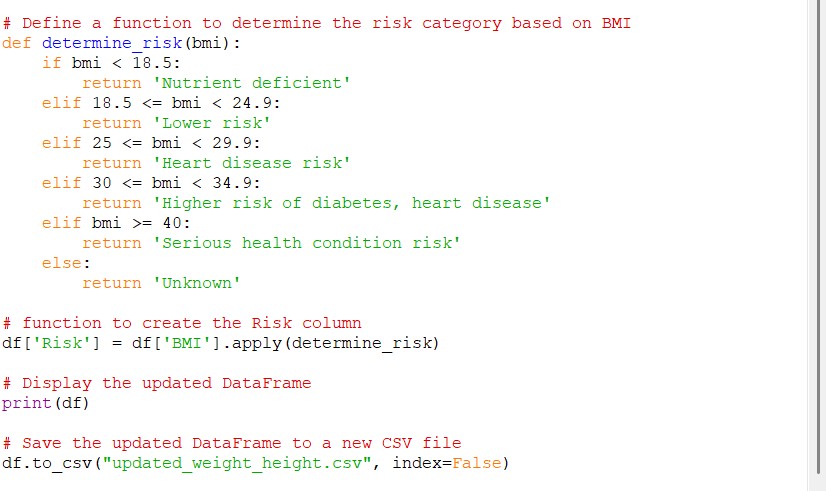 # Define a function to determine the risk category based on BMI
def determine_risk(bmi):
    if bmi < 18.5:
        return 'Nutrient deficient'
    elif 18.5 <= bmi < 24.9:
        return 'Lower risk'
    elif 25 <= bmi < 29.9:
        return 'Heart disease risk'
    elif 30 <= bmi < 34.9:
        return 'Higher risk of diabetes, heart disease'
    elif bmi >= 40:
        return 'Serious health condition risk'
    else:
        return 'Unknown'

# function to create the Risk column
df['Risk'] = df['BMI'].apply(determine_risk)

# Display the updated DataFrame
print(df)

# Save the updated DataFrame to a new CSV file
df.to_csv("updated_weight_height.csv", index=False)